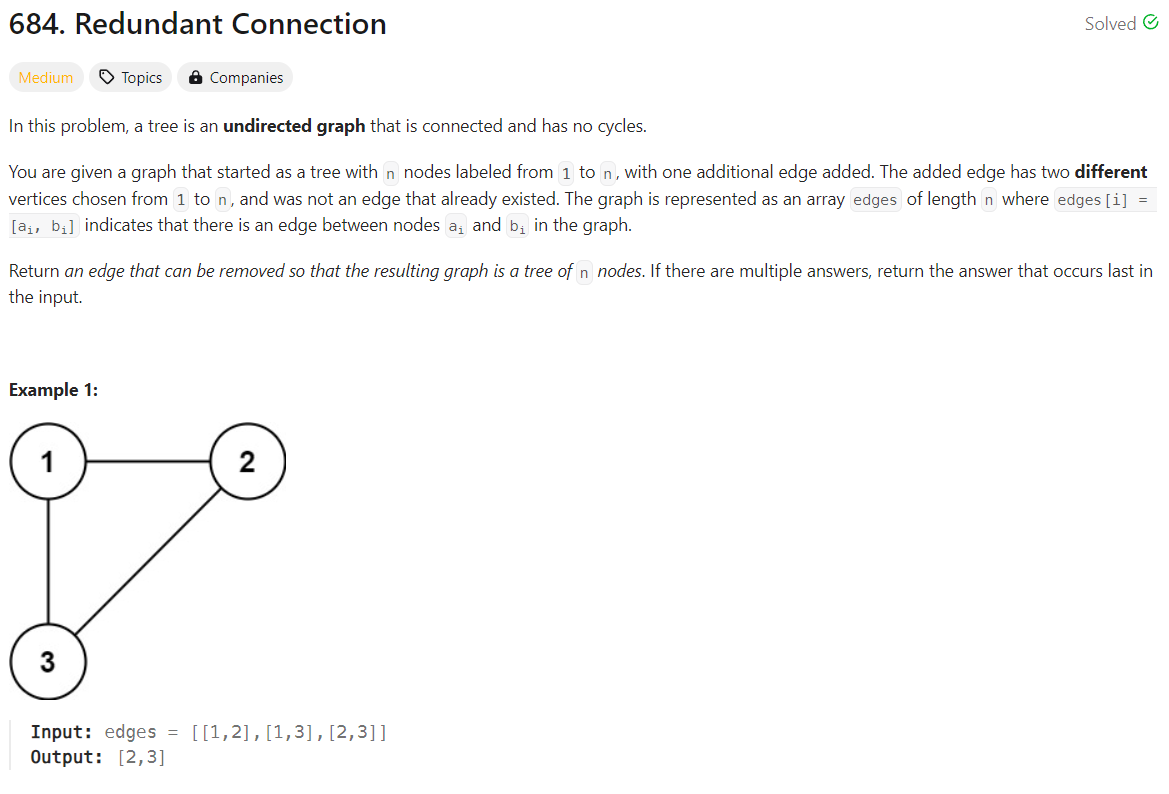 684. Redundant Connection
Solved
Medium
Topics
Companies
In this problem, a tree is an undirected graph that is connected and has no cycles.
You are given a graph that started as a tree with n nodes labeled from 1 to n, with one additional edge added. The added edge has two different
vertices chosen from 1 to n, and was not an edge that already existed. The graph is represented as an array edges of length n where edges[i] =
[aᵢ, bᵢ] indicates that there is an edge between nodes aᵢ and bᵢ in the graph.
Return an edge that can be removed so that the resulting graph is a tree of n nodes. If there are multiple answers, return the answer that occurs last in
the input.
Example 1:
1
2
3
Input: edges = [[1,2],[1,3],[2,3]]
Output: [2,3]